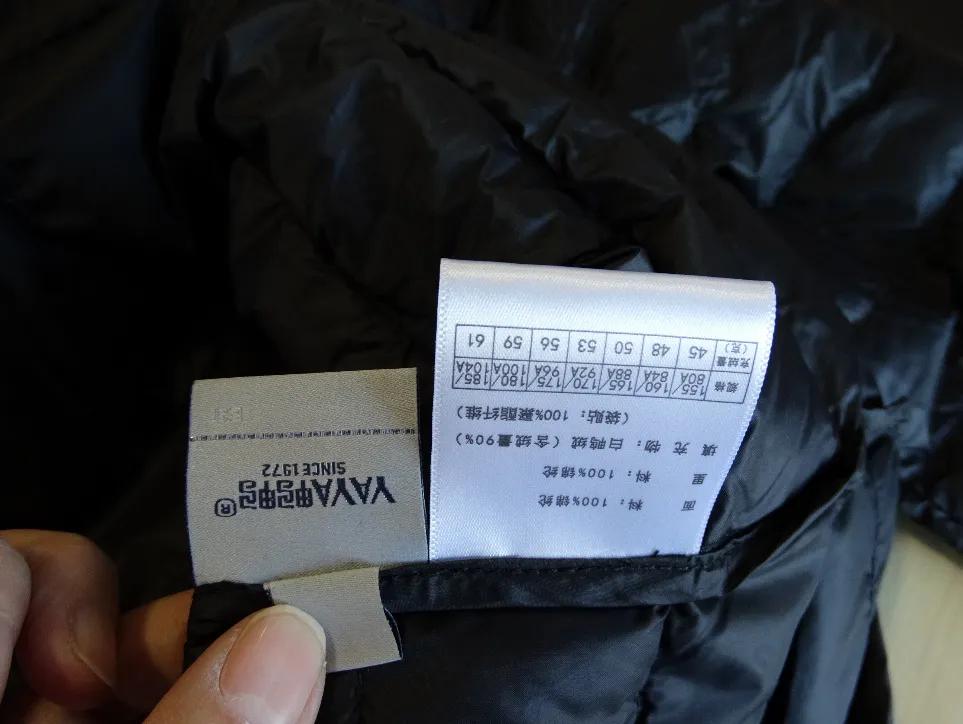 面 料：100%锦纶
里 料：100%锦纶
填 充 物：白鸭绒（含绒量90%）
（袋贴：100%聚酯纤维）
规格 155/80A 160/84A 165/88A 170/92A 175/96A 180/100A 185/104A
充绒量（克） 45 48 50 53 56 59 61
YAYA鸭鸭®
SINCE1972